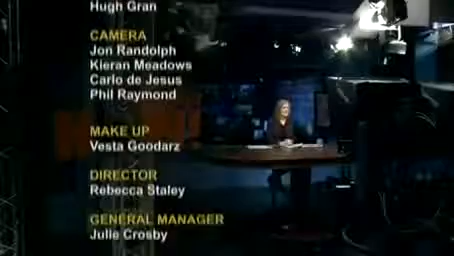 Hugh Gran
CAMERA
Jon Randolph
Kieran Meadows
Carlo de Jesus
Phil Raymond
MAKE UP
Vesta Goodarz
DIRECTOR
Rebecca Staley
GENERAL MANAGER
Julie Crosby